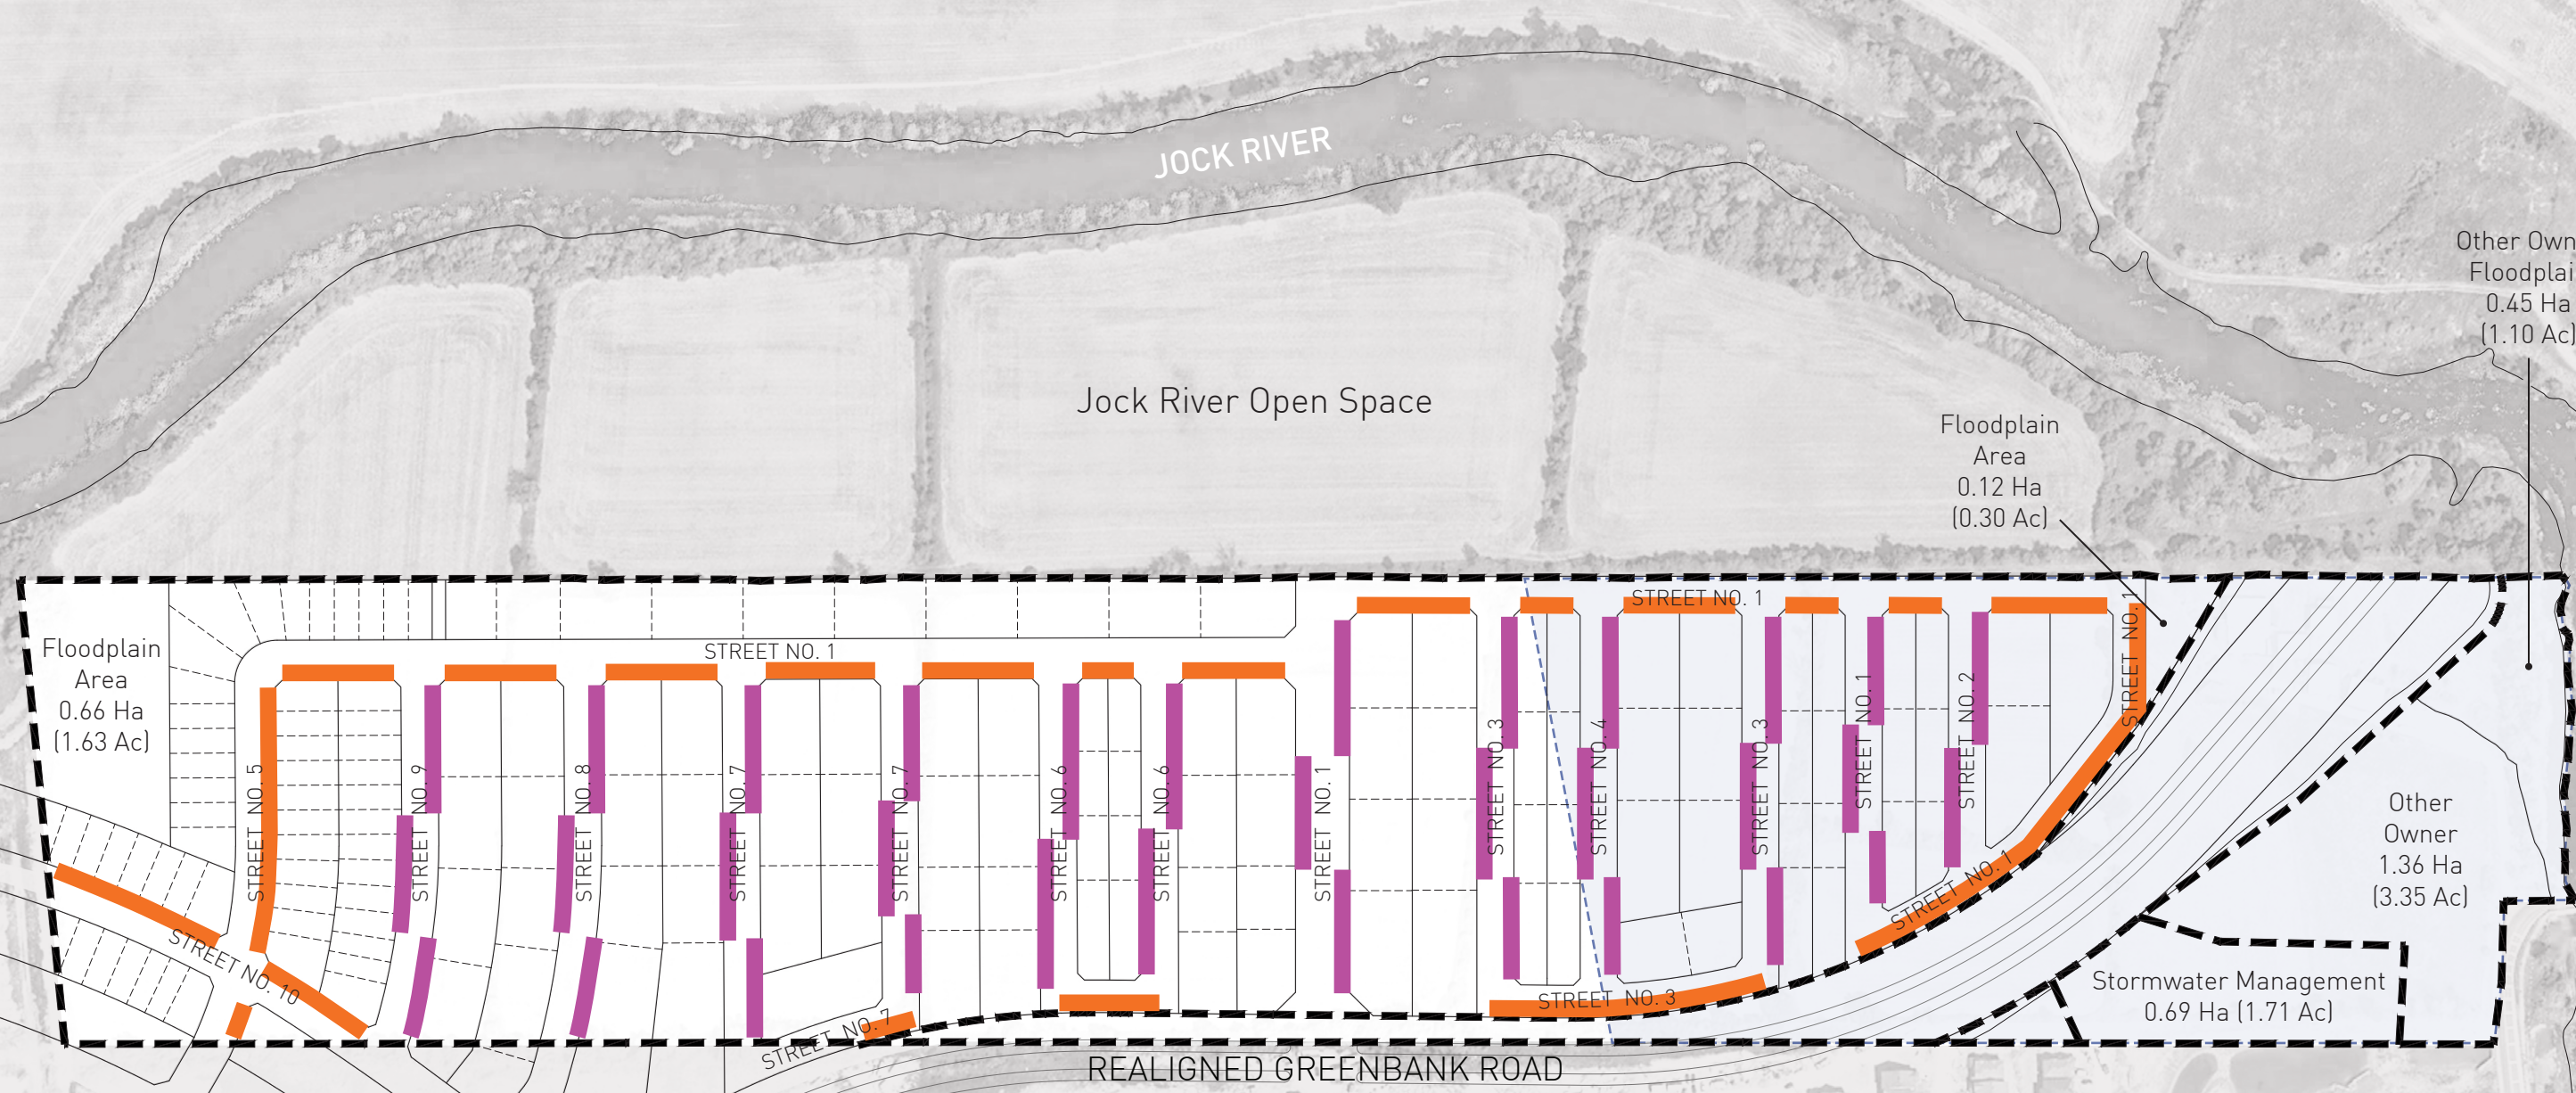 JOCK RIVER
Other Own
Floodplai
0.45 Ha
(1.10 Ac)
Jock River Open Space
Floodplain
Area
0.12 Ha
(0.30 Ac)
STREET NO. 1
STREET NO. 1
STREET NO. 1
Floodplain
Area
0.66 Ha
(1.63 Ac)
STREET NO. 5
STREET NO. 9
STREET NO. 8
STREET NO. 7
STREET NO. 7
STREET NO. 6
STREET NO. 6
STREET NO. 1
STREET NO. 3
STREET NO. 4
STREET NO. 3
STREET NO. 1
STREET NO. 2
Other
Owner
1.36 Ha
(3.35 Ac)
STREET NO. 1
STREET NO. 10
STREET NO. 7
STREET NO. 3
Stormwater Management
0.69 Ha (1.71 Ac)
REALIGNED GREENBANK ROAD